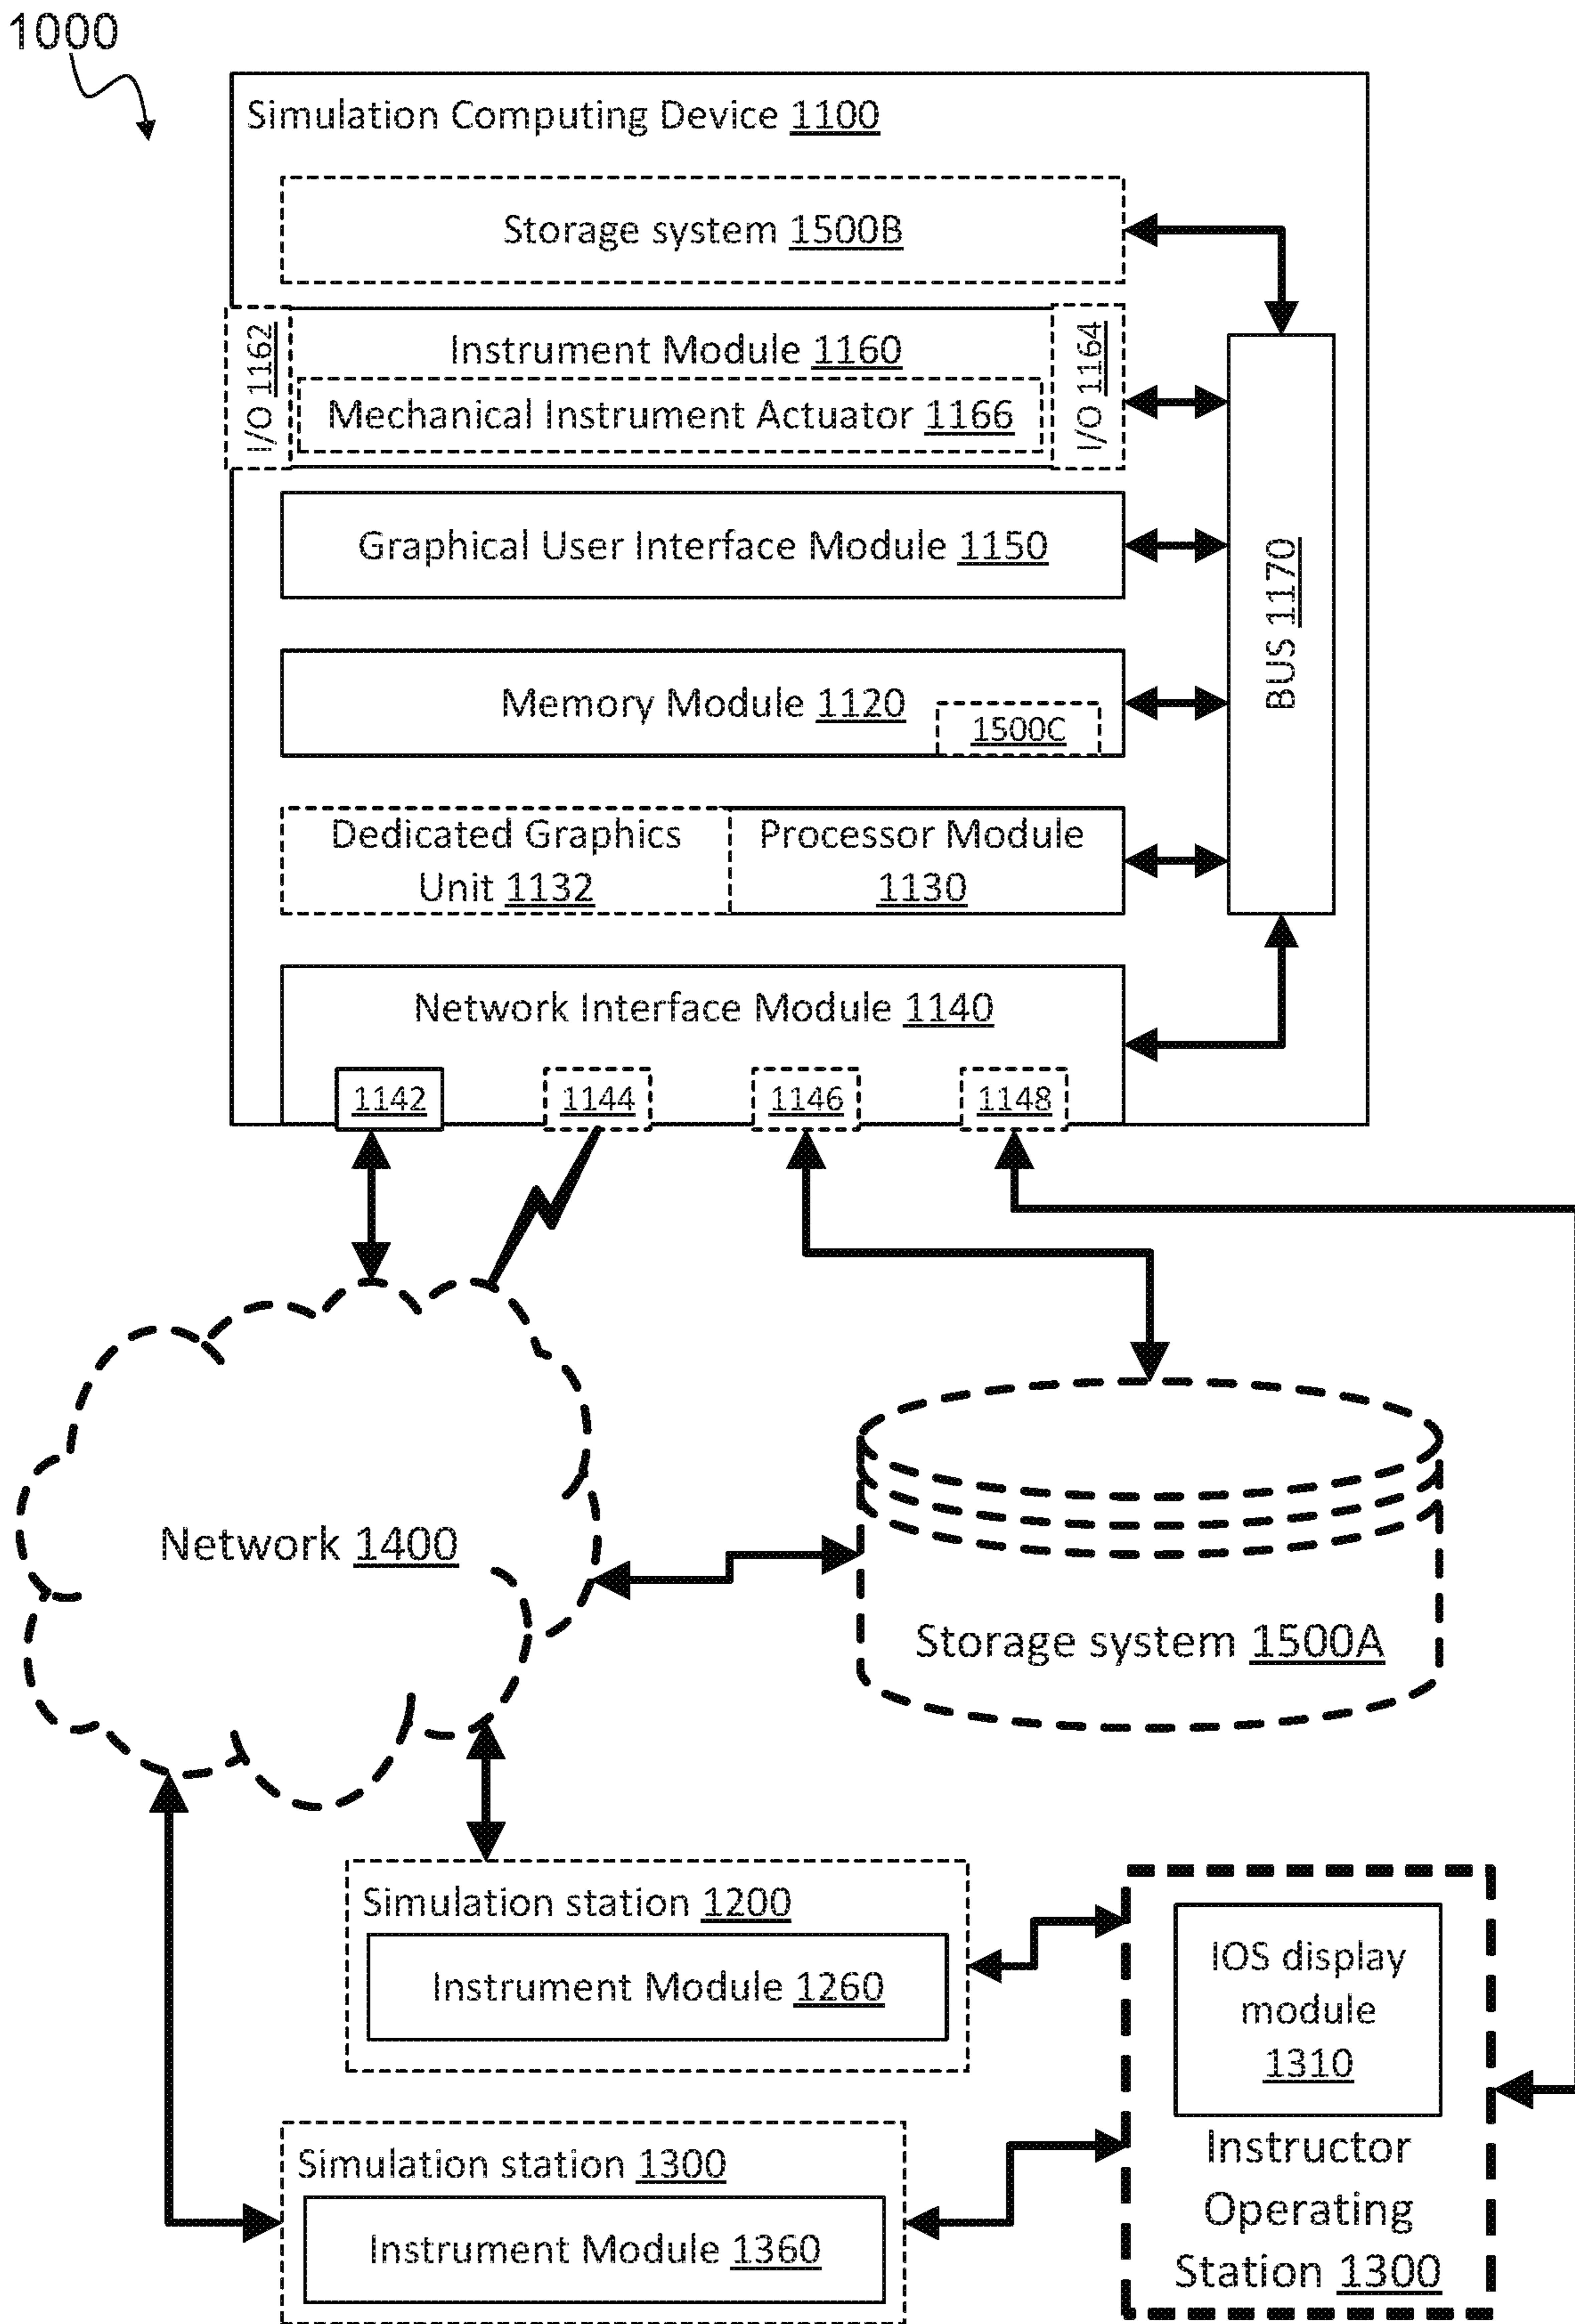 1000
Simulation Computing Device 1100
Storage system 1500B
I/O 1162
Instrument Module 1160
I/O 1164
Mechanical Instrument Actuator 1166
Graphical User Interface Module 1150
BUS 1170
Memory Module 1120
1500C
Dedicated Graphics
Unit 1132
Processor Module
1130
Network Interface Module 1140
1142
1144
1146
1148
Network 1400
Storage system 1500A
Simulation station 1200
Instrument Module 1260
IOS display
module
1310
Instructor
Operating
Station 1300
Simulation station 1300
Instrument Module 1360